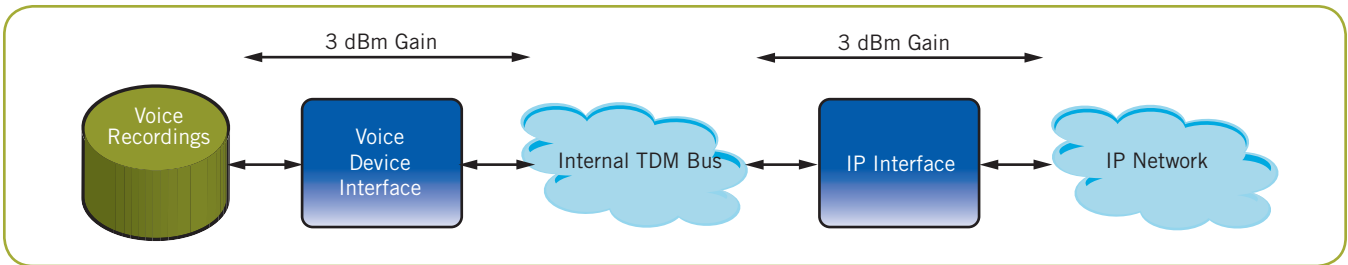 3 dBm Gain
3 dBm Gain
Voice
Recordings
Voice
Device
Interface
Internal TDM Bus
IP Interface
IP Network